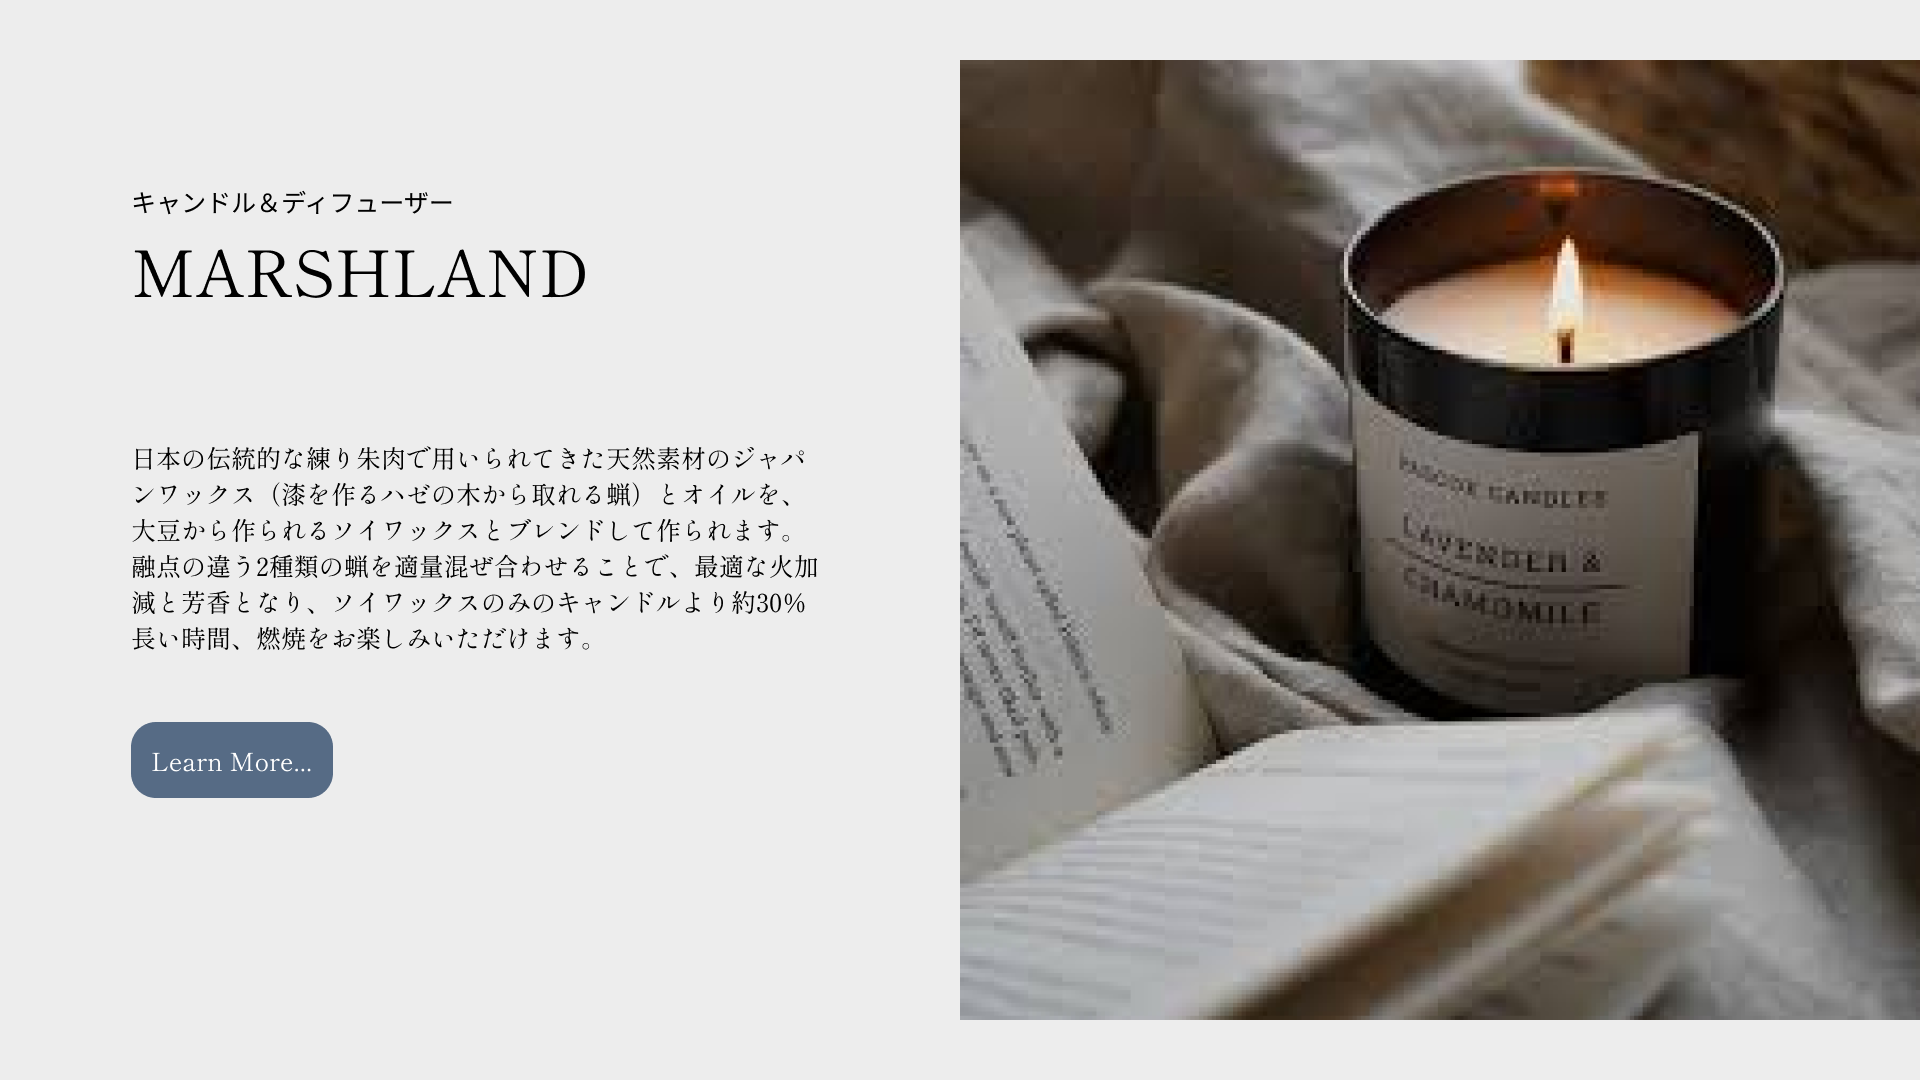 キャンドル＆ディフューザー
MARSHLAND
日本の伝統的な練り朱肉で用いられてきた天然素材のジャパ
ンワックス（漆を作るハゼの木から取れる蝋）とオイルを、
大豆から作られるソイワックスとブレンドして作られます。
融点の違う2種類の蝋を適量混ぜ合わせることで、最適な火加
減と芳香となり、ソイワックスのみのキャンドルより約30%
長い時間、燃焼をお楽しみいただけます。
Learn More...
CANDLES
LAVENDER &
CHAMOMILE